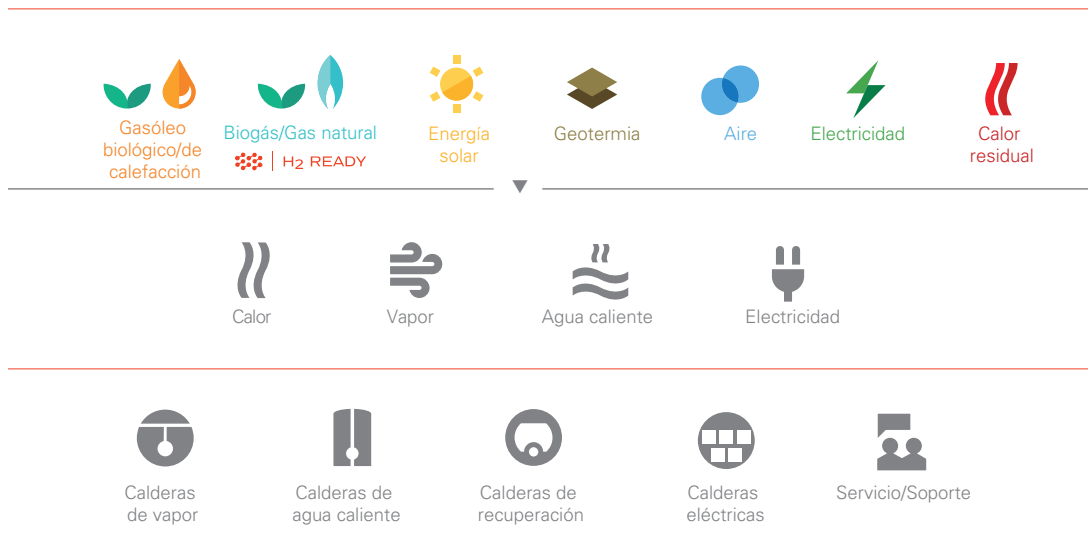 Gasóleo
biológico/de
calefacción
Biogás/Gas natural
H2 READY
Energía
solar
Geotermia
Aire
Electricidad
Calor
residual
Calor
Vapor
Agua caliente
Electricidad
Calderas
de vapor
Calderas de
agua caliente
Calderas de
recuperación
Calderas
eléctricas
Servicio/Soporte